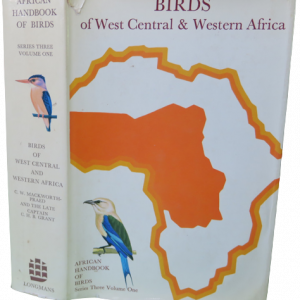 AFRICAN
HANDBOOK
OF BIRDS
SERIES THREE
VOLUME ONE
BIRDS
OF
WEST CENTRAL
AND
WESTERN AFRICA
C. W. MACKWORTH-
PRAED
AND THE LATE
CAPTAIN
C. H. B. GRANT
LONGMANS
BIRDS
of West Central & Western Africa
AFRICAN
HANDBOOK
OF
BIRDS
Series Three Volume One